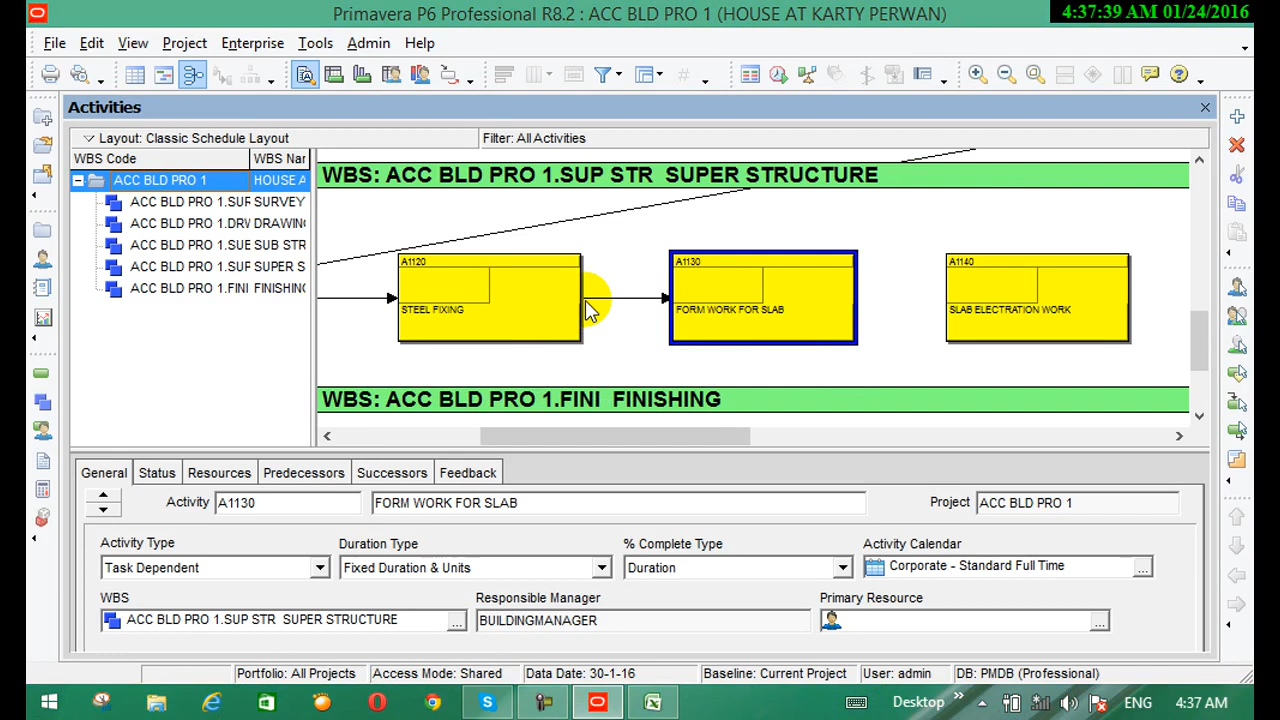 Primavera P6 Professional R8.2 : ACC BLD PRO 1 (HOUSE AT KARTY PERWAN)
4:37:39 AM 01/24/2016
File Edit View Project Enterprise Tools Admin Help
Activities
Layout: Classic Schedule Layout
Filter: All Activities
WBS Code WBS Nar
ACC BLD PRO 1 HOUSE A
ACC BLD PRO 1.SUF SURVEY
ACC BLD PRO 1.DRV DRAWING
ACC BLD PRO 1.SUE SUB STR
ACC BLD PRO 1.SUF SUPER S
ACC BLD PRO 1.FINI FINISHING
WBS: ACC BLD PRO 1.SUP STR SUPER STRUCTURE
A1120
STEEL FIXING
A1130
FORM WORK FOR SLAB
A1140
SLAB ELECTRATION WORK
WBS: ACC BLD PRO 1.FINI FINISHING
General Status Resources Predecessors Successors Feedback
Activity A1130 FORM WORK FOR SLAB Project ACC BLD PRO 1
Activity Type Duration Type % Complete Type Activity Calendar
Task Dependent Fixed Duration & Units Duration Corporate - Standard Full Time
WBS Responsible Manager Primary Resource
ACC BLD PRO 1.SUP STR SUPER STRUCTURE BUILDINGMANAGER
Portfolio: All Projects Access Mode: Shared Data Date: 30-1-16 Baseline: Current Project User: admin DB: PMDB (Professional)
Desktop ENG 4:37 AM